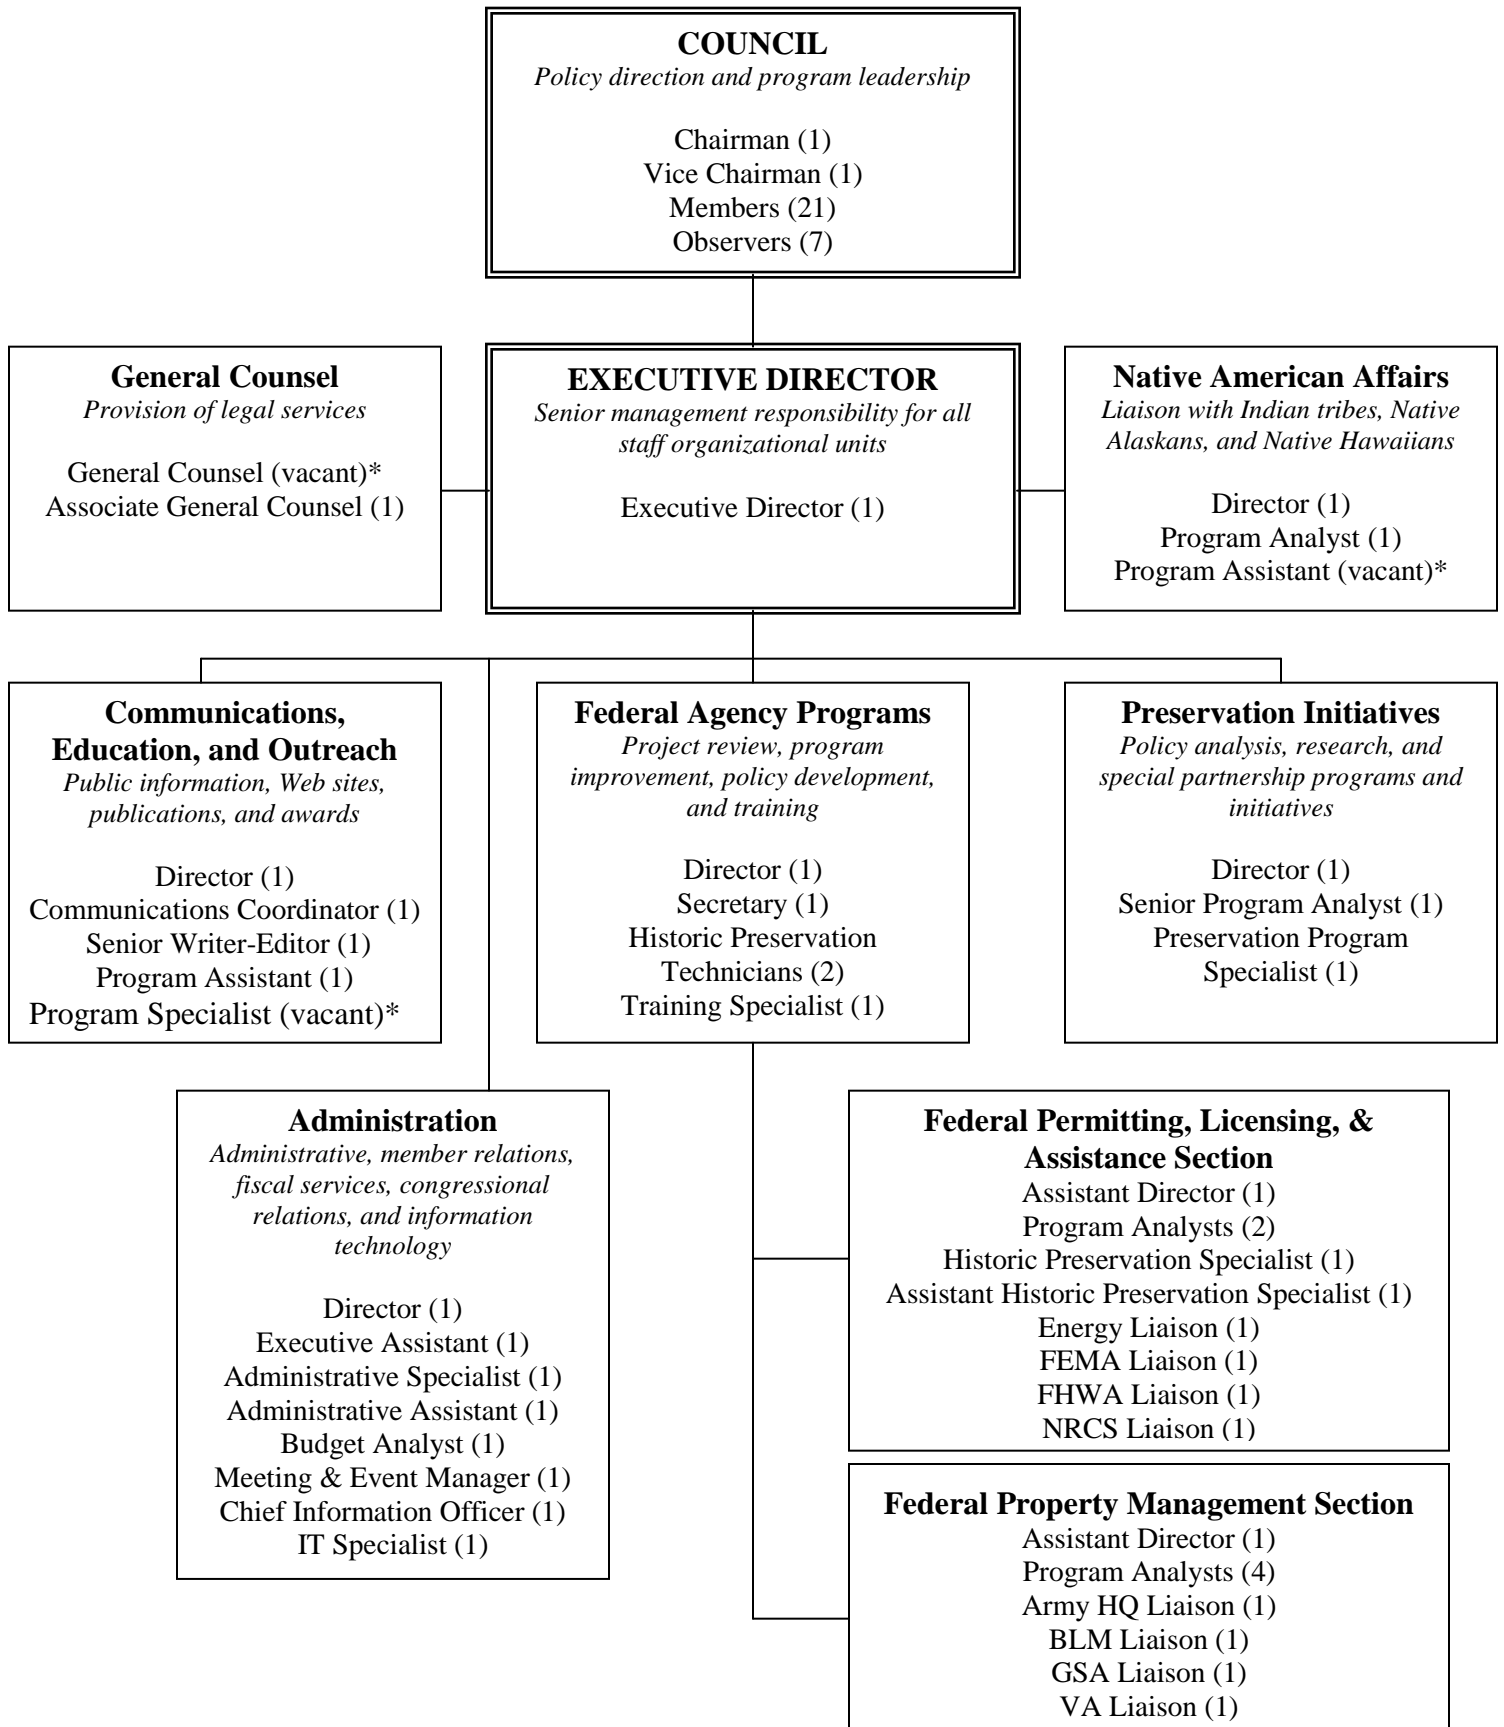 COUNCIL
Policy direction and program leadership
Chairman (1)
Vice Chairman (1)
Members (21)
Observers (7)
General Counsel
Provision of legal services
General Counsel (vacant)*
Associate General Counsel (1)
EXECUTIVE DIRECTOR
Senior management responsibility for all
staff organizational units
Executive Director (1)
Native American Affairs
Liaison with Indian tribes, Native
Alaskans, and Native Hawaiians
Director (1)
Program Analyst (1)
Program Assistant (vacant)*
Communications,
Education, and Outreach
Public information, Web sites,
publications, and awards
Director (1)
Communications Coordinator (1)
Senior Writer-Editor (1)
Program Assistant (1)
Program Specialist (vacant)*
Federal Agency Programs
Project review, program
improvement, policy development,
and training
Director (1)
Secretary (1)
Historic Preservation
Technicians (2)
Training Specialist (1)
Preservation Initiatives
Policy analysis, research, and
special partnership programs and
initiatives
Director (1)
Senior Program Analyst (1)
Preservation Program
Specialist (1)
Administration
Administrative, member relations,
fiscal services, congressional
relations, and information
technology
Director (1)
Executive Assistant (1)
Administrative Specialist (1)
Administrative Assistant (1)
Budget Analyst (1)
Meeting & Event Manager (1)
Chief Information Officer (1)
IT Specialist (1)
Federal Permitting, Licensing, &
Assistance Section
Assistant Director (1)
Program Analysts (2)
Historic Preservation Specialist (1)
Assistant Historic Preservation Specialist (1)
Energy Liaison (1)
FEMA Liaison (1)
FHWA Liaison (1)
NRCS Liaison (1)
Federal Property Management Section
Assistant Director (1)
Program Analysts (4)
Army HQ Liaison (1)
BLM Liaison (1)
GSA Liaison (1)
VA Liaison (1)